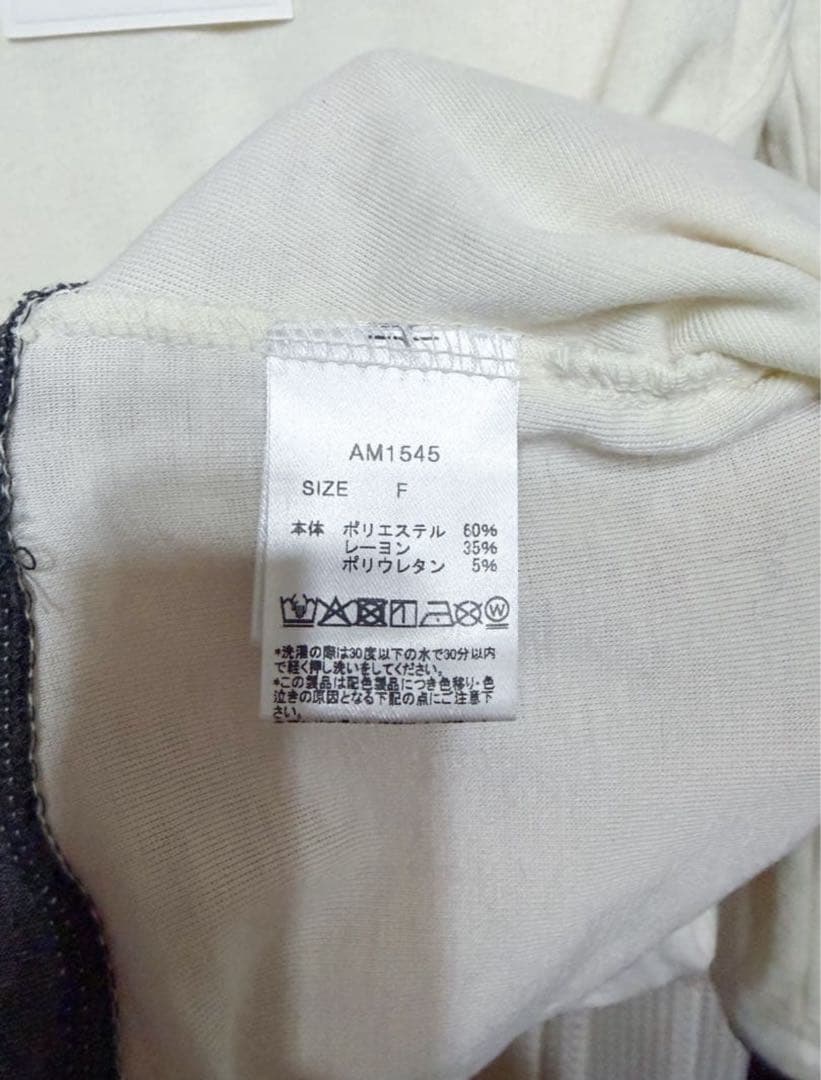 AM1545
SIZE F
本体 ポリエステル 60%
レーヨン 35%
ポリウレタン 5%
W
*洗濯の際は30度以下の水で30分以内
で軽く押し洗いをしてください。
*この製品は配色製品につき色移り・色
泣きの原因となる下記の点にご注意下
さい。